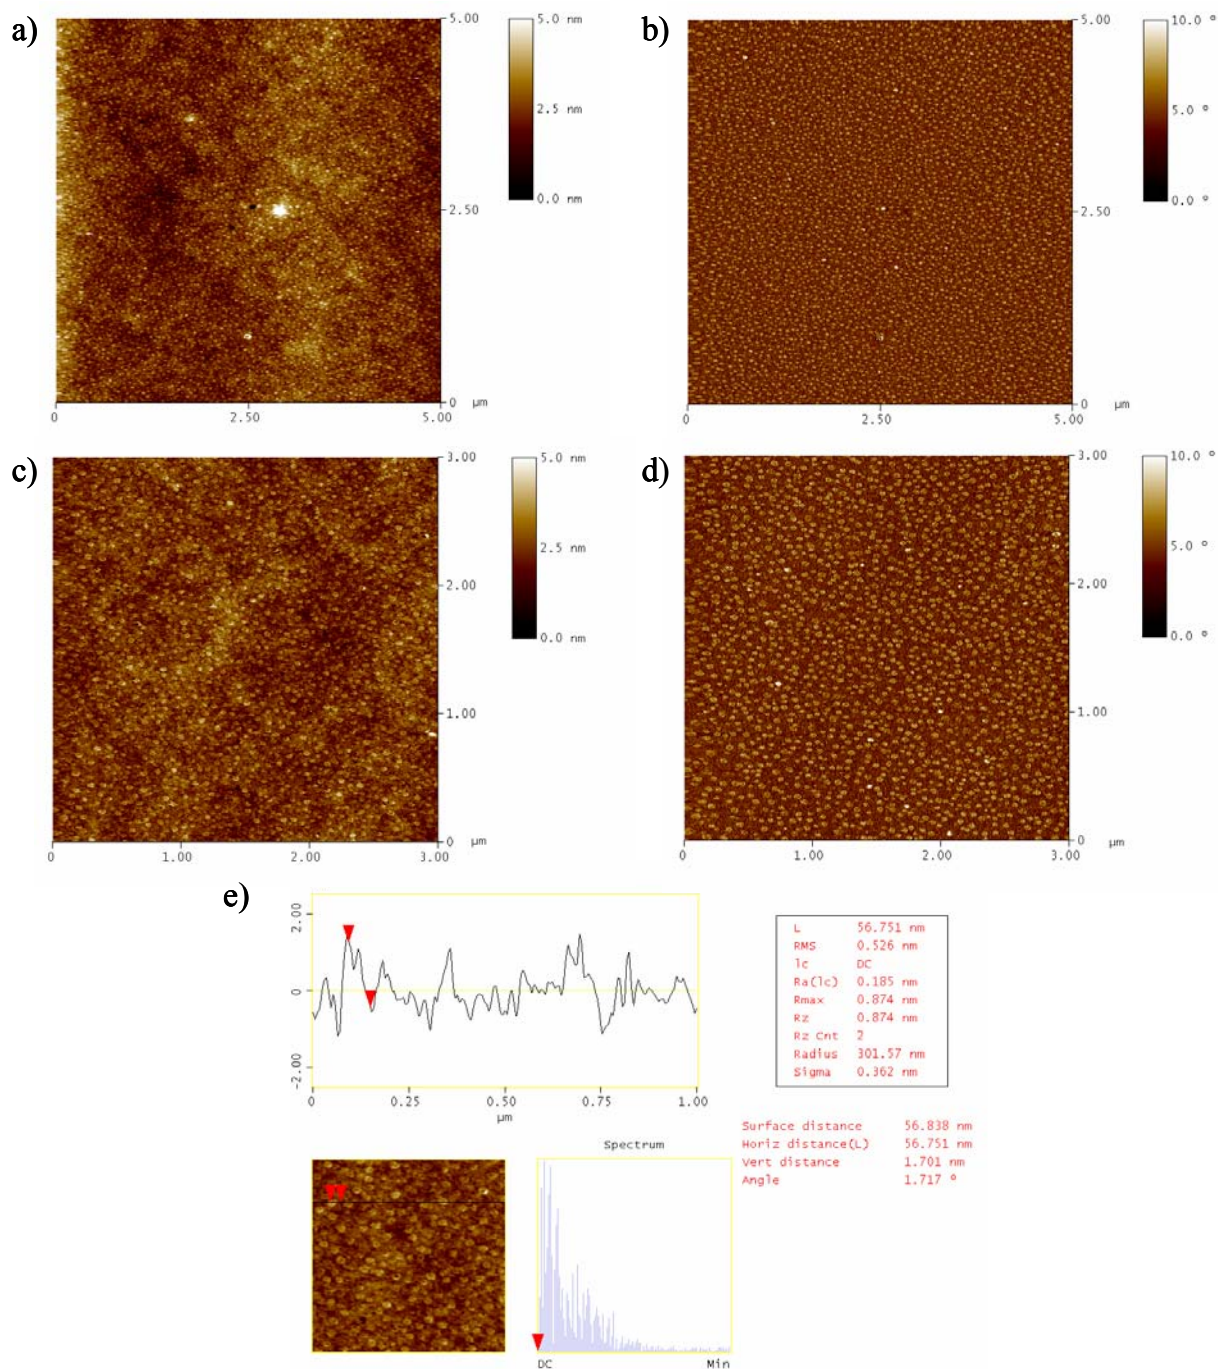 a)
5.00
2.50
0 μm
0 2.50 5.00
5.0 nm
2.5 nm
0.0 nm
b)
5.00
2.50
0 μm
0 2.50 5.00
10.0 °
5.0 °
0.0 °
c)
3.00
2.00
1.00
0 μm
0 1.00 2.00 3.00
5.0 nm
2.5 nm
0.0 nm
d)
3.00
2.00
1.00
0 μm
0 1.00 2.00 3.00
10.0 °
5.0 °
0.0 °
e)
2.00
0
-2.00
0 0.25 0.50 0.75 1.00
μm
L 56.751 nm
RMS 0.526 nm
lc DC
Ra(lc) 0.185 nm
Rmax 0.874 nm
Rz 0.874 nm
Rz Cnt 2
Radius 301.57 nm
Sigma 0.362 nm
Surface distance 56.838 nm
Horiz distance(L) 56.751 nm
Vert distance 1.701 nm
Angle 1.717 °
Spectrum
DC Min